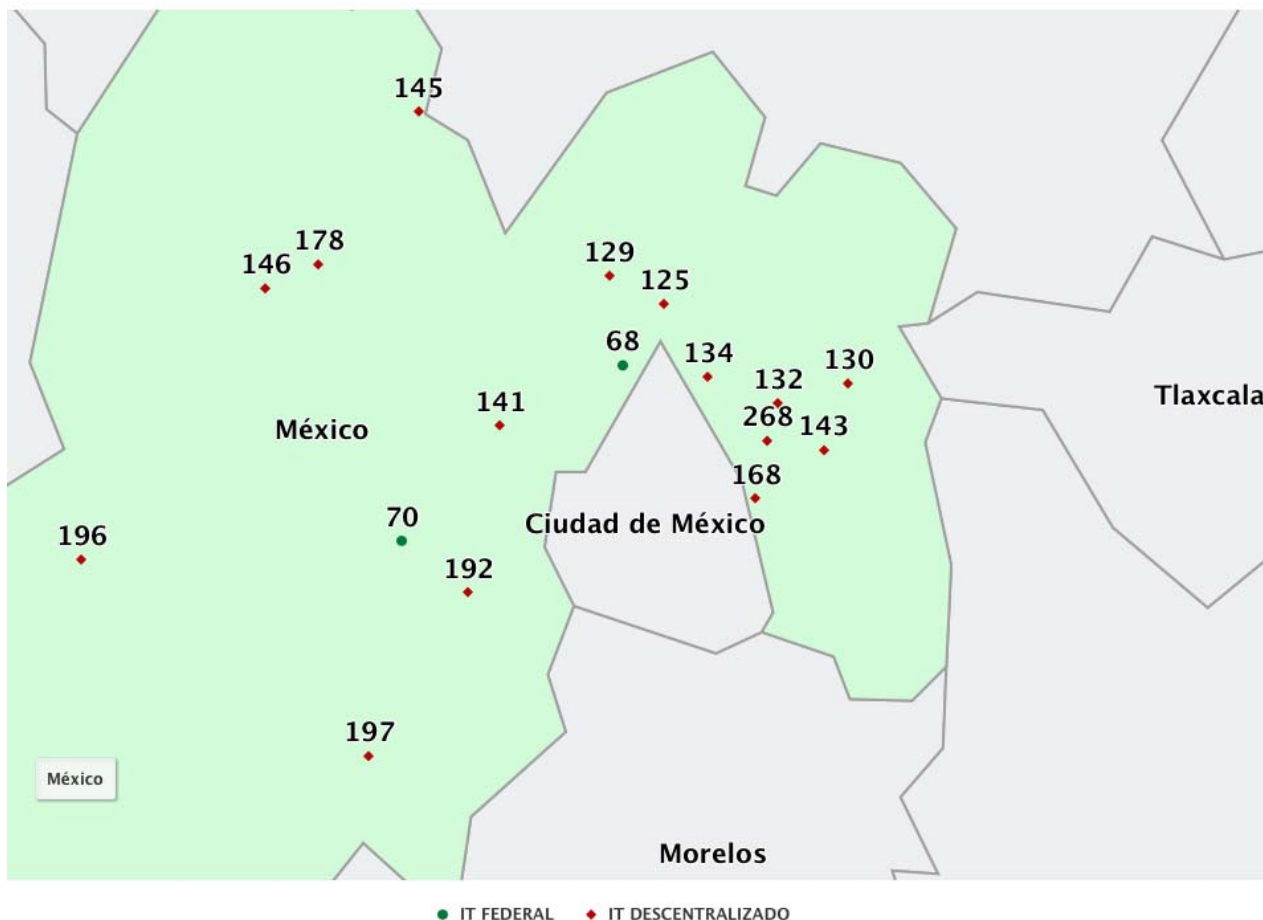 145
178
146
129
125
68
134
132
130
141
268
143
México
168
70
Ciudad de México
196
192
197
Tlaxcala
México
Morelos
IT FEDERAL
IT DESCENTRALIZADO